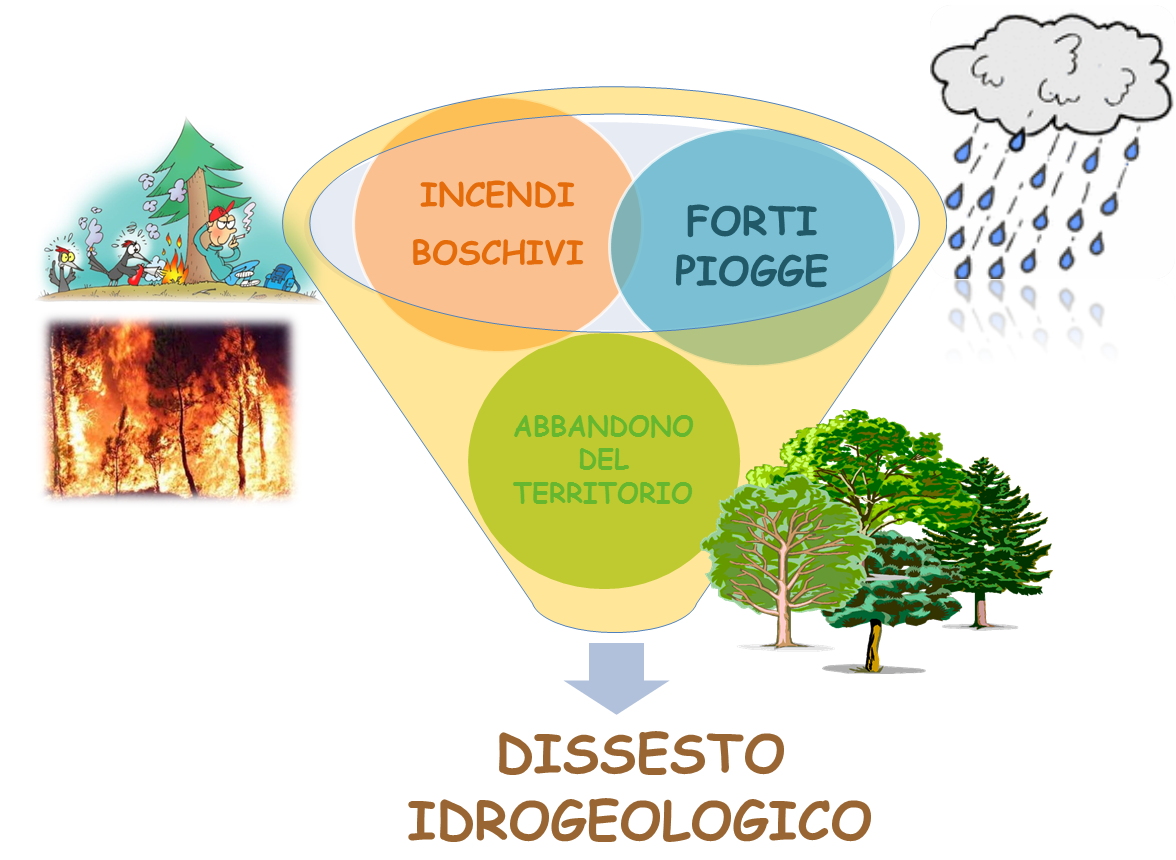 INCENDI
BOSCHIVI
FORTI
PIOGGE
ABBANDONO
DEL
TERRITORIO
DISSESTO
IDROGEOLOGICO